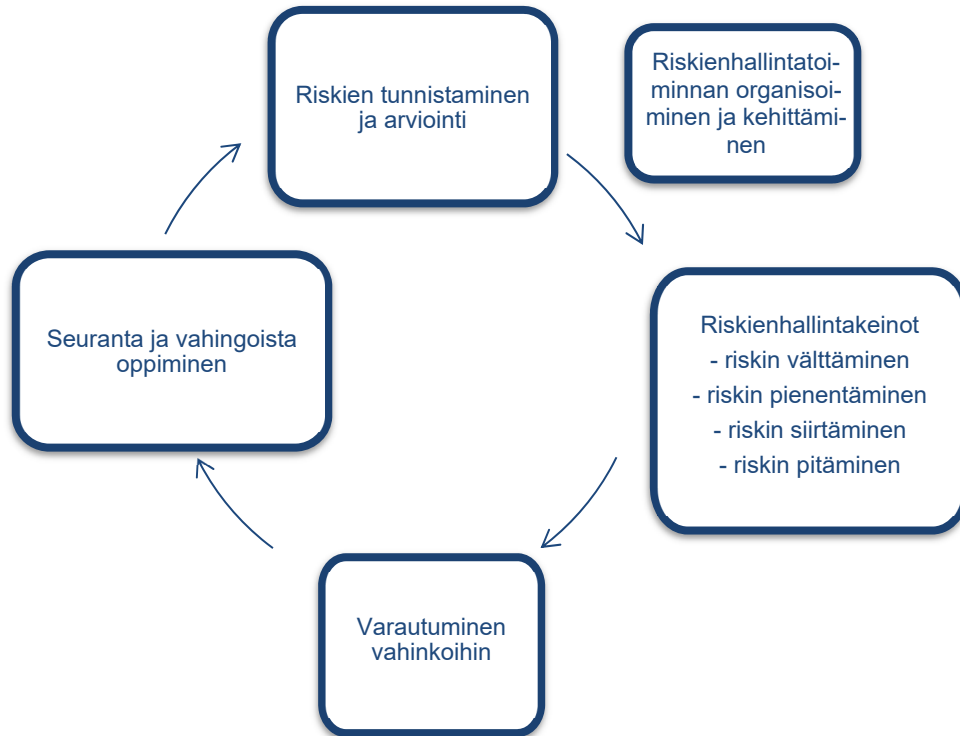 Riskien tunnistaminen
ja arviointi
Riskienhallintatoi-
minnan organisoi-
minen ja kehittämi-
nen
Riskienhallintakeinot
- riskin välttäminen
- riskin pienentäminen
- riskin siirtäminen
- riskin pitäminen
Varautuminen
vahinkoihin
Seuranta ja vahingoista
oppiminen